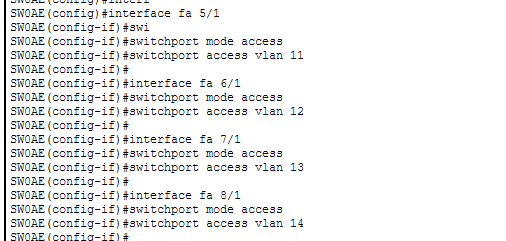 SW0AE(config)#interf
SW0AE(config)#interface fa 5/1
SW0AE(config-if)#swi
SW0AE(config-if)#switchport mode access
SW0AE(config-if)#switchport access vlan 11
SW0AE(config-if)#
SW0AE(config-if)#interface fa 6/1
SW0AE(config-if)#switchport mode access
SW0AE(config-if)#switchport access vlan 12
SW0AE(config-if)#
SW0AE(config-if)#interface fa 7/1
SW0AE(config-if)#switchport mode access
SW0AE(config-if)#switchport access vlan 13
SW0AE(config-if)#
SW0AE(config-if)#interface fa 8/1
SW0AE(config-if)#switchport mode access
SW0AE(config-if)#switchport access vlan 14
SW0AE(config-if)#